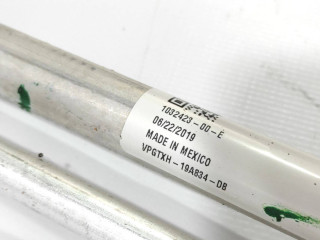 1032423-00-E
06/22/2019
MADE IN MEXICO
VPGTXH-19A834-DB